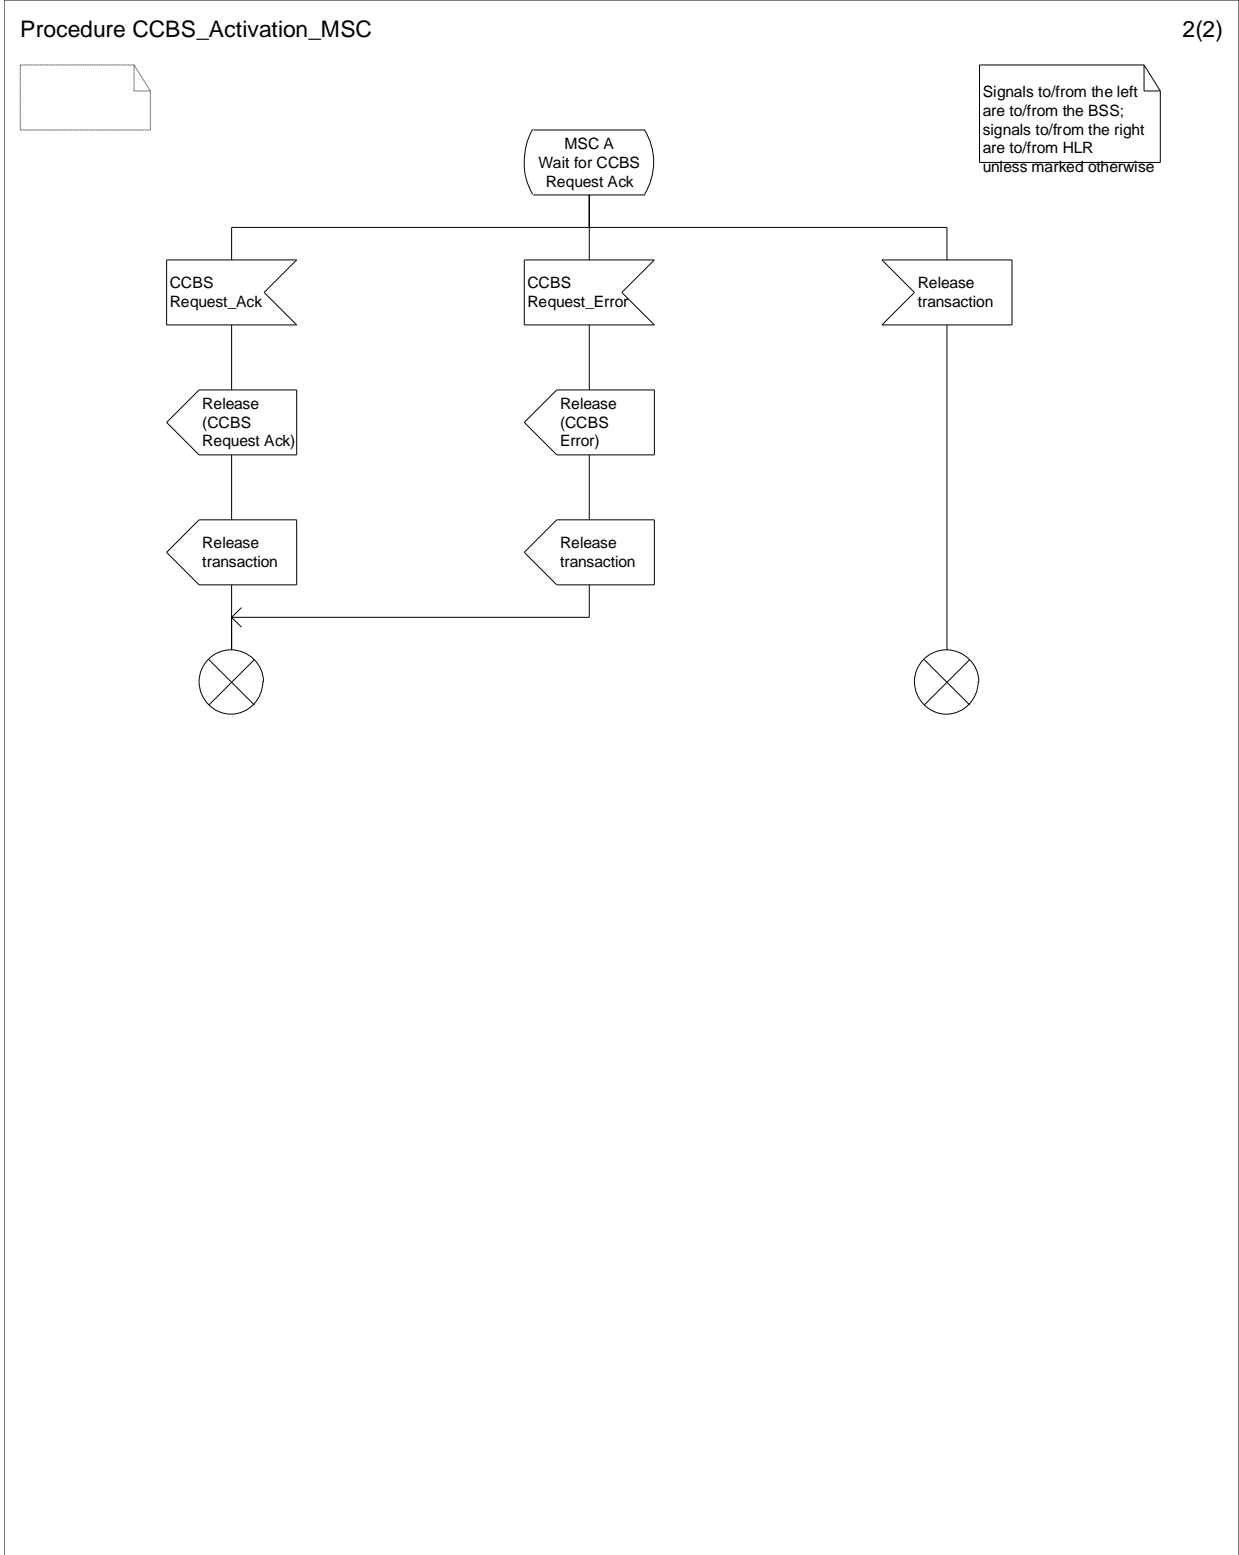 Procedure CCBS_Activation_MSC
2(2)
Signals to/from the left
are to/from the BSS;
signals to/from the right
are to/from HLR
unless marked otherwise
MSC A
Wait for CCBS
Request Ack
CCBS
Request_Ack
CCBS
Request_Error
Release
transaction
Release
(CCBS
Request Ack)
Release
(CCBS
Error)
Release
transaction
Release
transaction